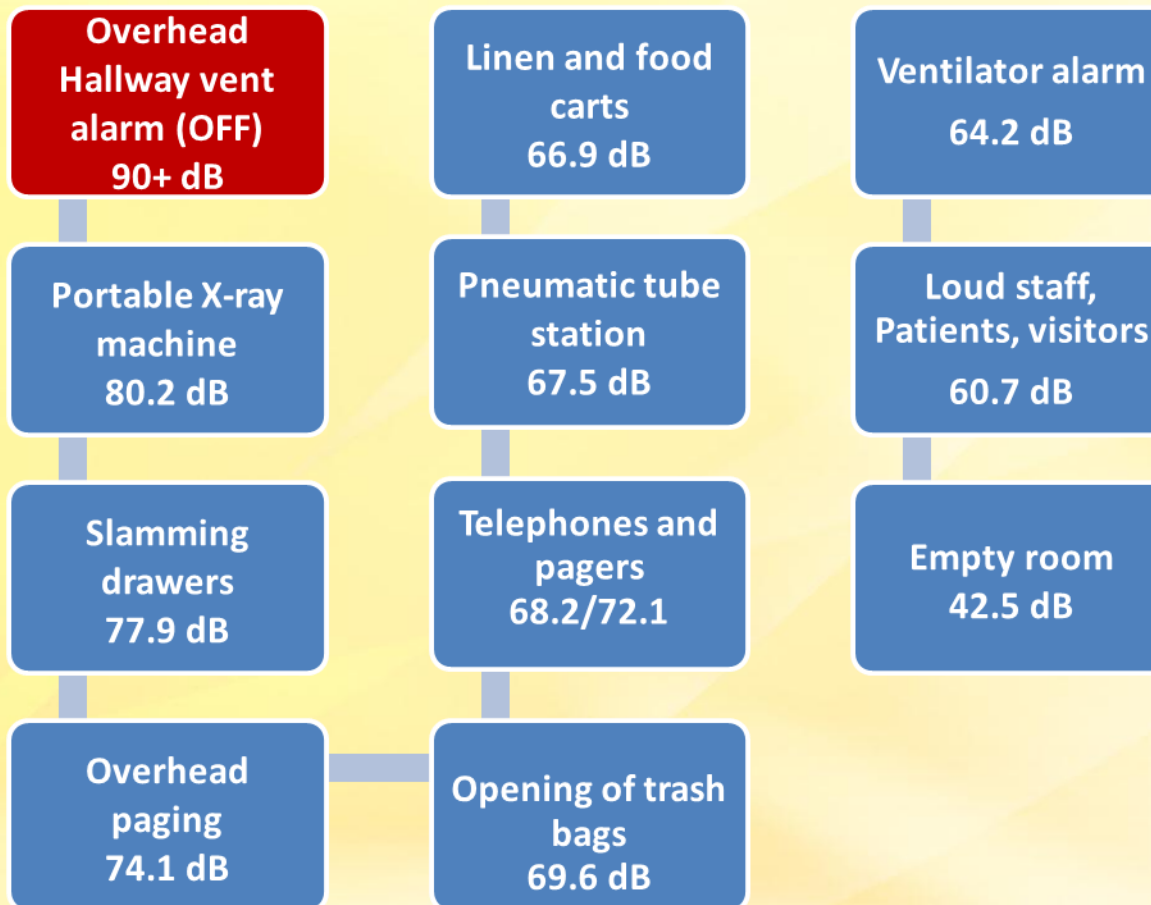 Overhead
Hallway vent
alarm (OFF)
90+ dB
Portable X-ray
machine
80.2 dB
Slamming
drawers
77.9 dB
Overhead
paging
74.1 dB
Opening of trash
bags
69.6 dB
Telephones and
pagers
68.2/72.1
Pneumatic tube
station
67.5 dB
Linen and food
carts
66.9 dB
Ventilator alarm
64.2 dB
Loud staff,
Patients, visitors
60.7 dB
Empty room
42.5 dB